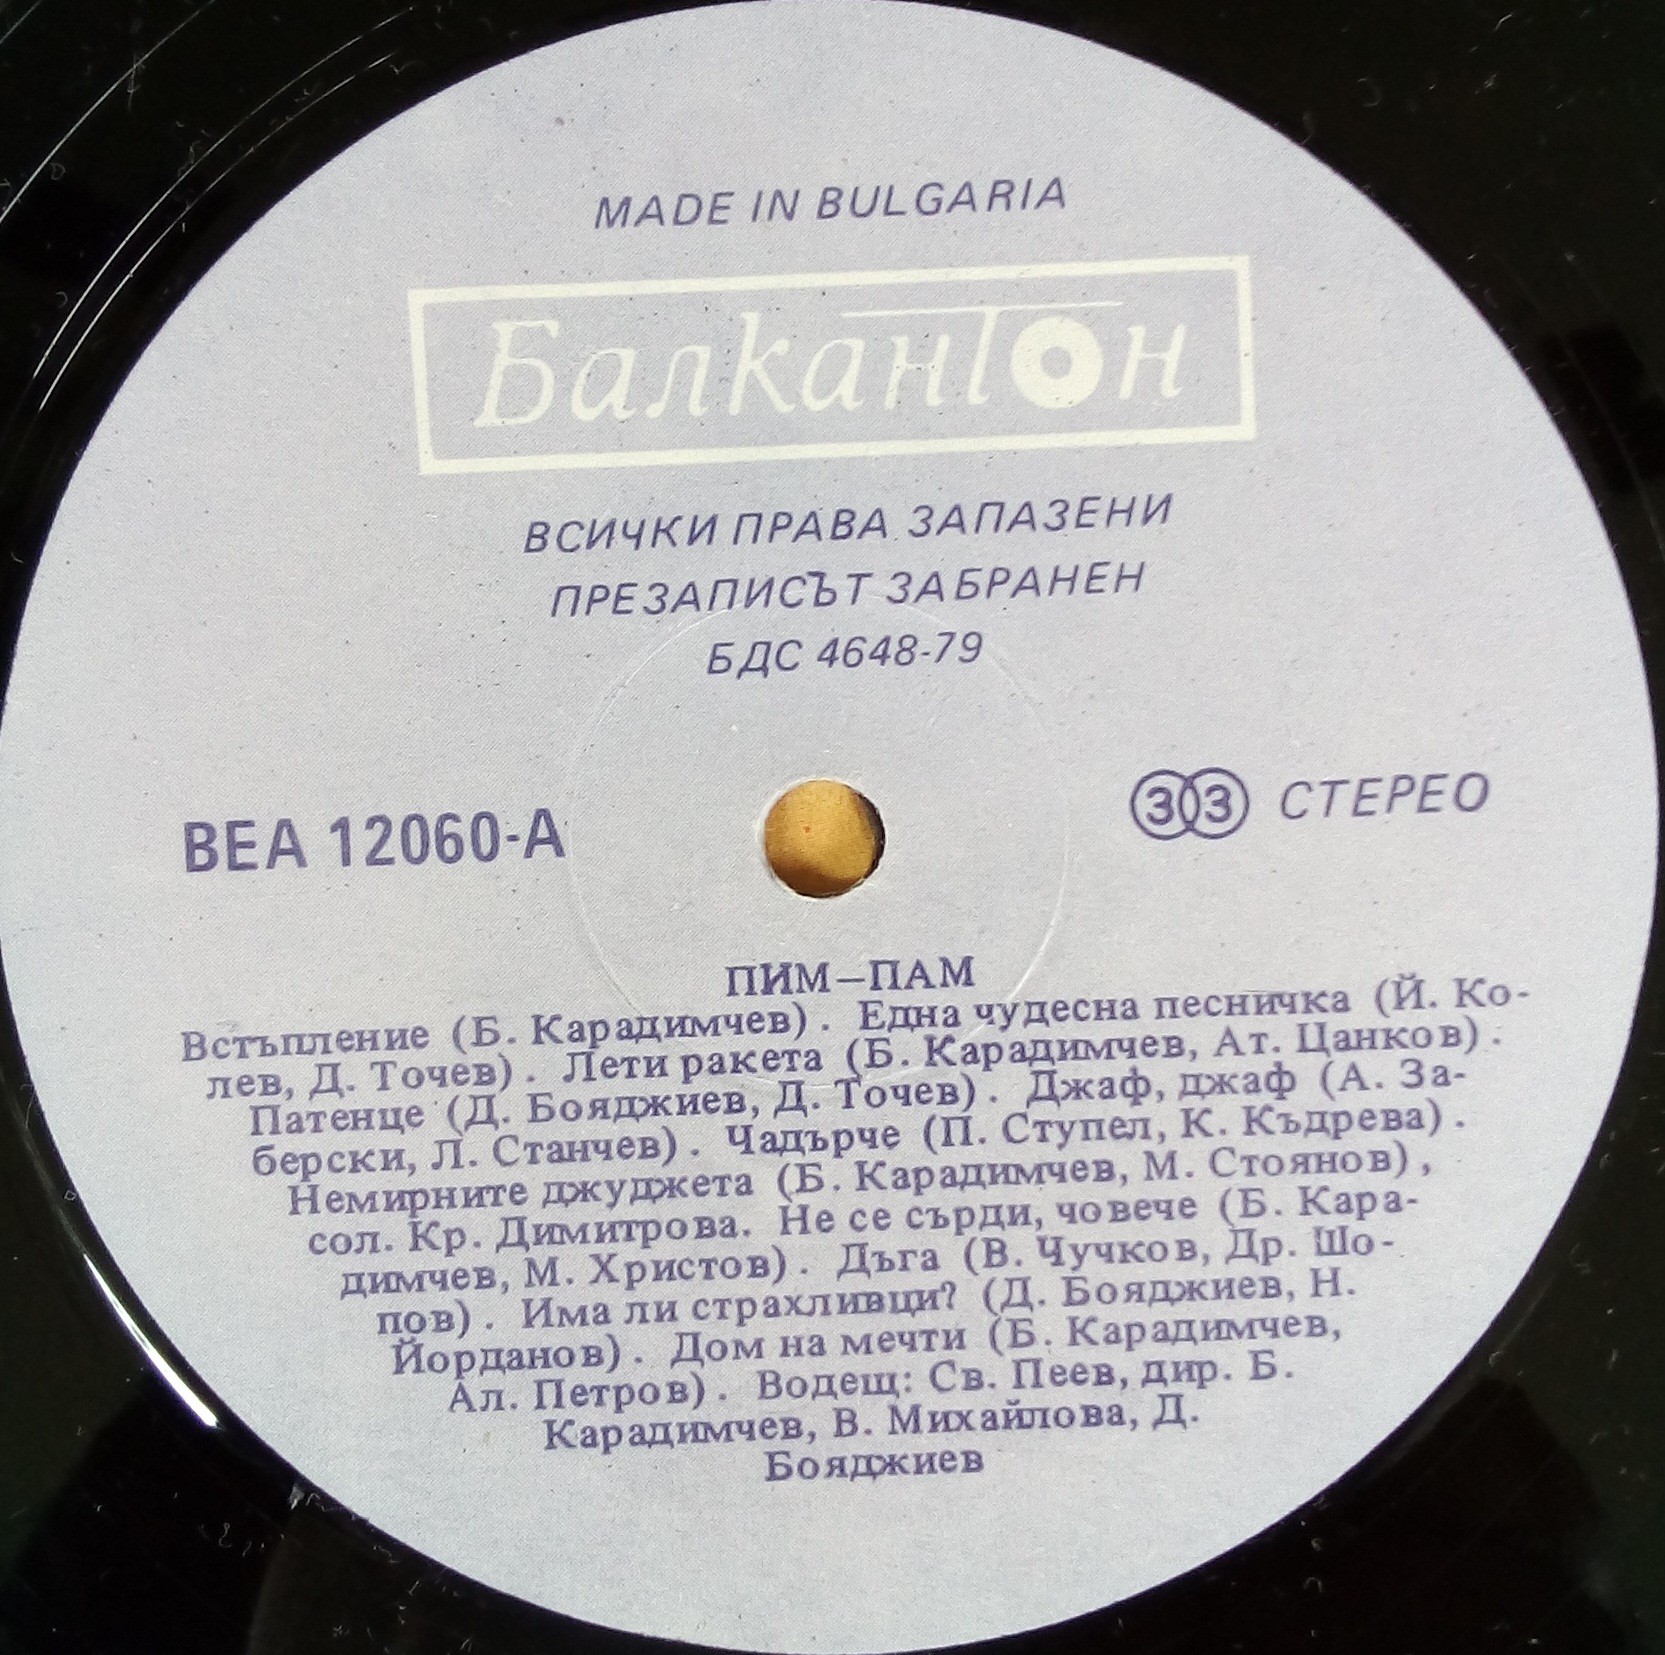 MADE IN BULGARIA
Балкантон
ВСИЧКИ ПРАВА ЗАПАЗЕНИ
ПРЕЗАПИСЪТ ЗАБРАНЕН
БДС 4648-79
ВЕА 12060-А
33 СТЕРЕО
ПИМ–ПАМ
Встъпление (Б. Карадимчев). Една чудесна песничка (Й. Ко-
лев, Д. Точев). Лети ракета (Б. Карадимчев, Ат. Цанков).
Патенце (Д. Бояджиев, Д. Точев). Джаф, джаф (А. За-
берски, Л. Станчев). Чадърче (П. Ступел, К. Къдрева).
Немирните джуджета (Б. Карадимчев, М. Стоянов),
сол. Кр. Димитрова. Не се сърди, човече (Б. Кара-
димчев, М. Христов). Дъга (В. Чучков, Др. Шо-
пов). Има ли страхливци? (Д. Бояджиев, Н.
Йорданов). Дом на мечти (Б. Карадимчев,
Ал. Петров). Водещ: Св. Пеев, дир. Б.
Карадимчев, В. Михайлова, Д.
Бояджиев